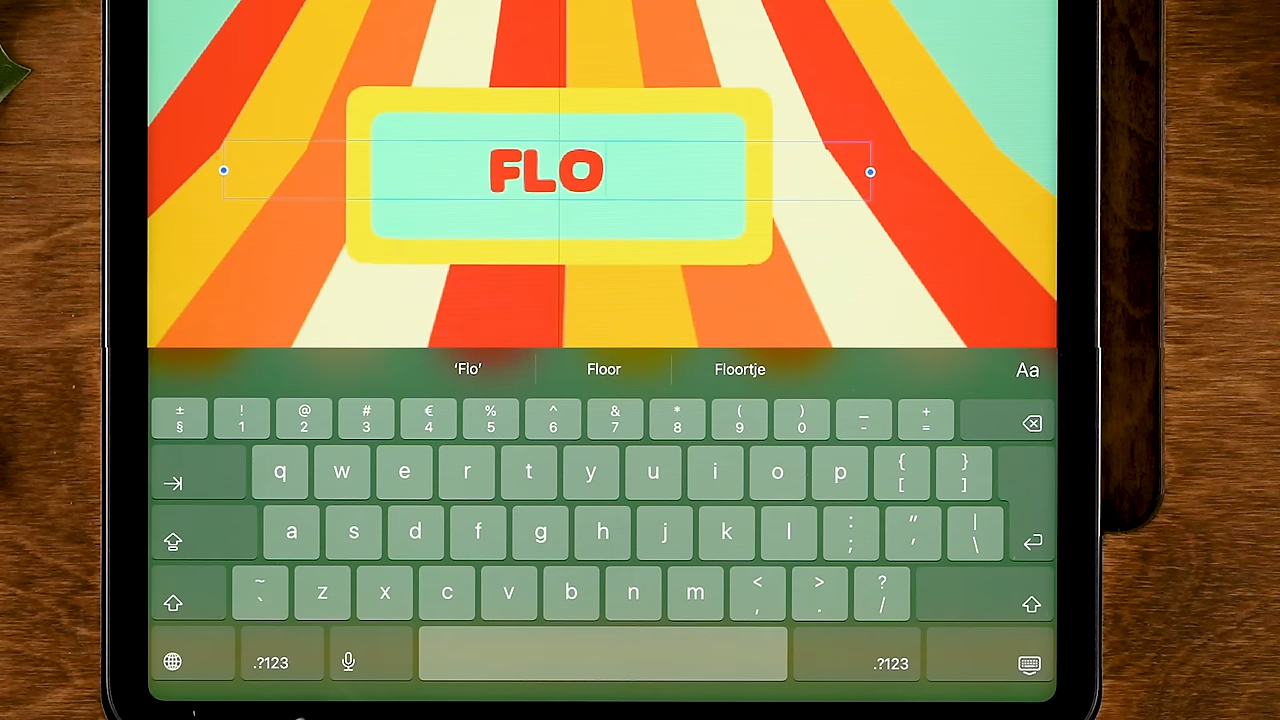 FLO
'Flo' Floor Floortje Aa
± ! @ # € % ^ & * ( ) _ +
§ 1 2 3 4 5 6 7 8 9 0 - =
q w e r t y u i o p { }
[ ]
a s d f g h j k l : " |
; ' \
~ z x c v b n m < > ?
` , . /
.?123 .?123